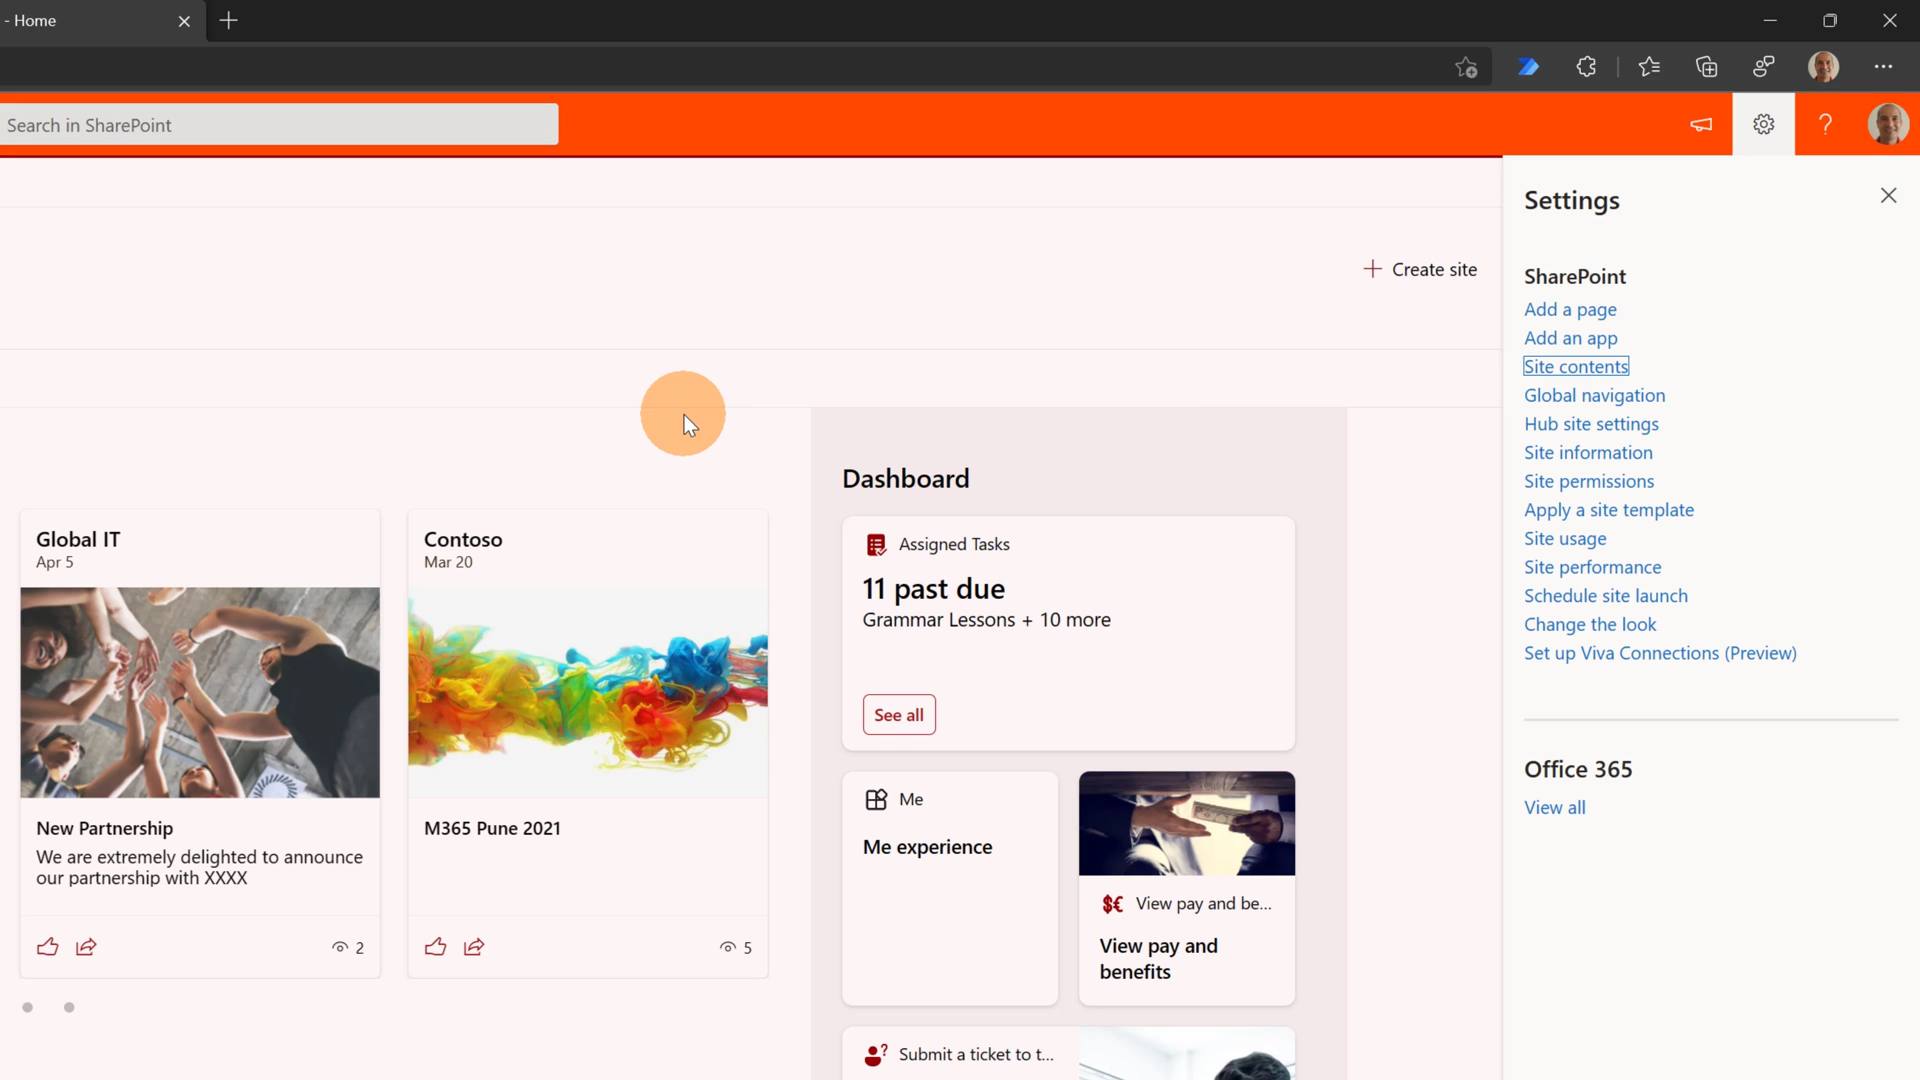 - Home
Search in SharePoint
Settings
Create site
SharePoint
Add a page
Add an app
Site contents
Global navigation
Hub site settings
Site information
Site permissions
Apply a site template
Site usage
Site performance
Schedule site launch
Change the look
Set up Viva Connections (Preview)
Office 365
View all
Global IT
Apr 5
New Partnership
We are extremely delighted to announce
our partnership with XXXX
2
Contoso
Mar 20
M365 Pune 2021
5
Dashboard
Assigned Tasks
11 past due
Grammar Lessons + 10 more
See all
Me
Me experience
$€ View pay and be...
View pay and
benefits
Submit a ticket to t...